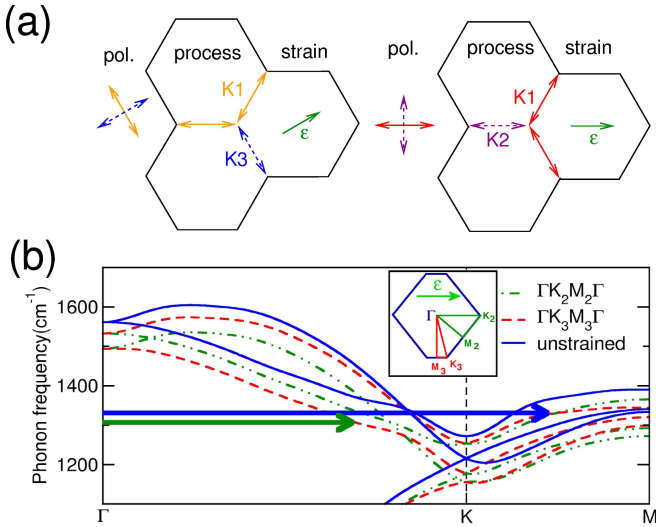 (a)
pol. process strain pol. process strain
K1 K1
ε ε
K3 K2
(b)
Phonon frequency(cm⁻¹)
1600
1400
1200
ε
Γ K₂
M₂
M₃ K₃
ΓK₂M₂Γ
ΓK₃M₃Γ
unstrained
Γ K M